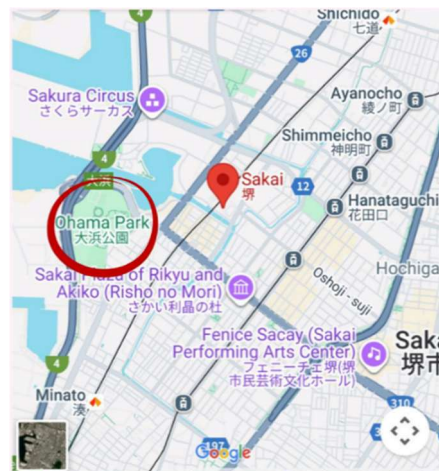 Shichido
七道
26
Sakura Circus
さくらサーカス
Ayanocho
綾ノ町
4
Shimmeicho
神明町
大浜
Sakai
堺
12
Hanataguchi
花田口
Ohama Park
大浜公園
Sakai Plaza of Rikyu and
Akiko (Risho no Mori)
さかい利晶の杜
Oshoji - suji
Hochiga
Fenice Sacay (Sakai
Performing Arts Center)
フェニーチェ堺(堺
市民芸術文化ホール)
Saka
堺市
4
Minato
湊
310
310
197
Google